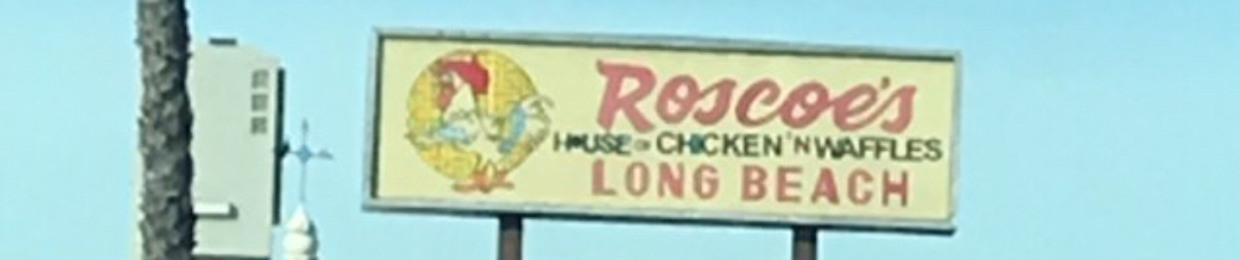 Roscoe's
HOUSE OF CHICKEN 'N WAFFLES
LONG BEACH